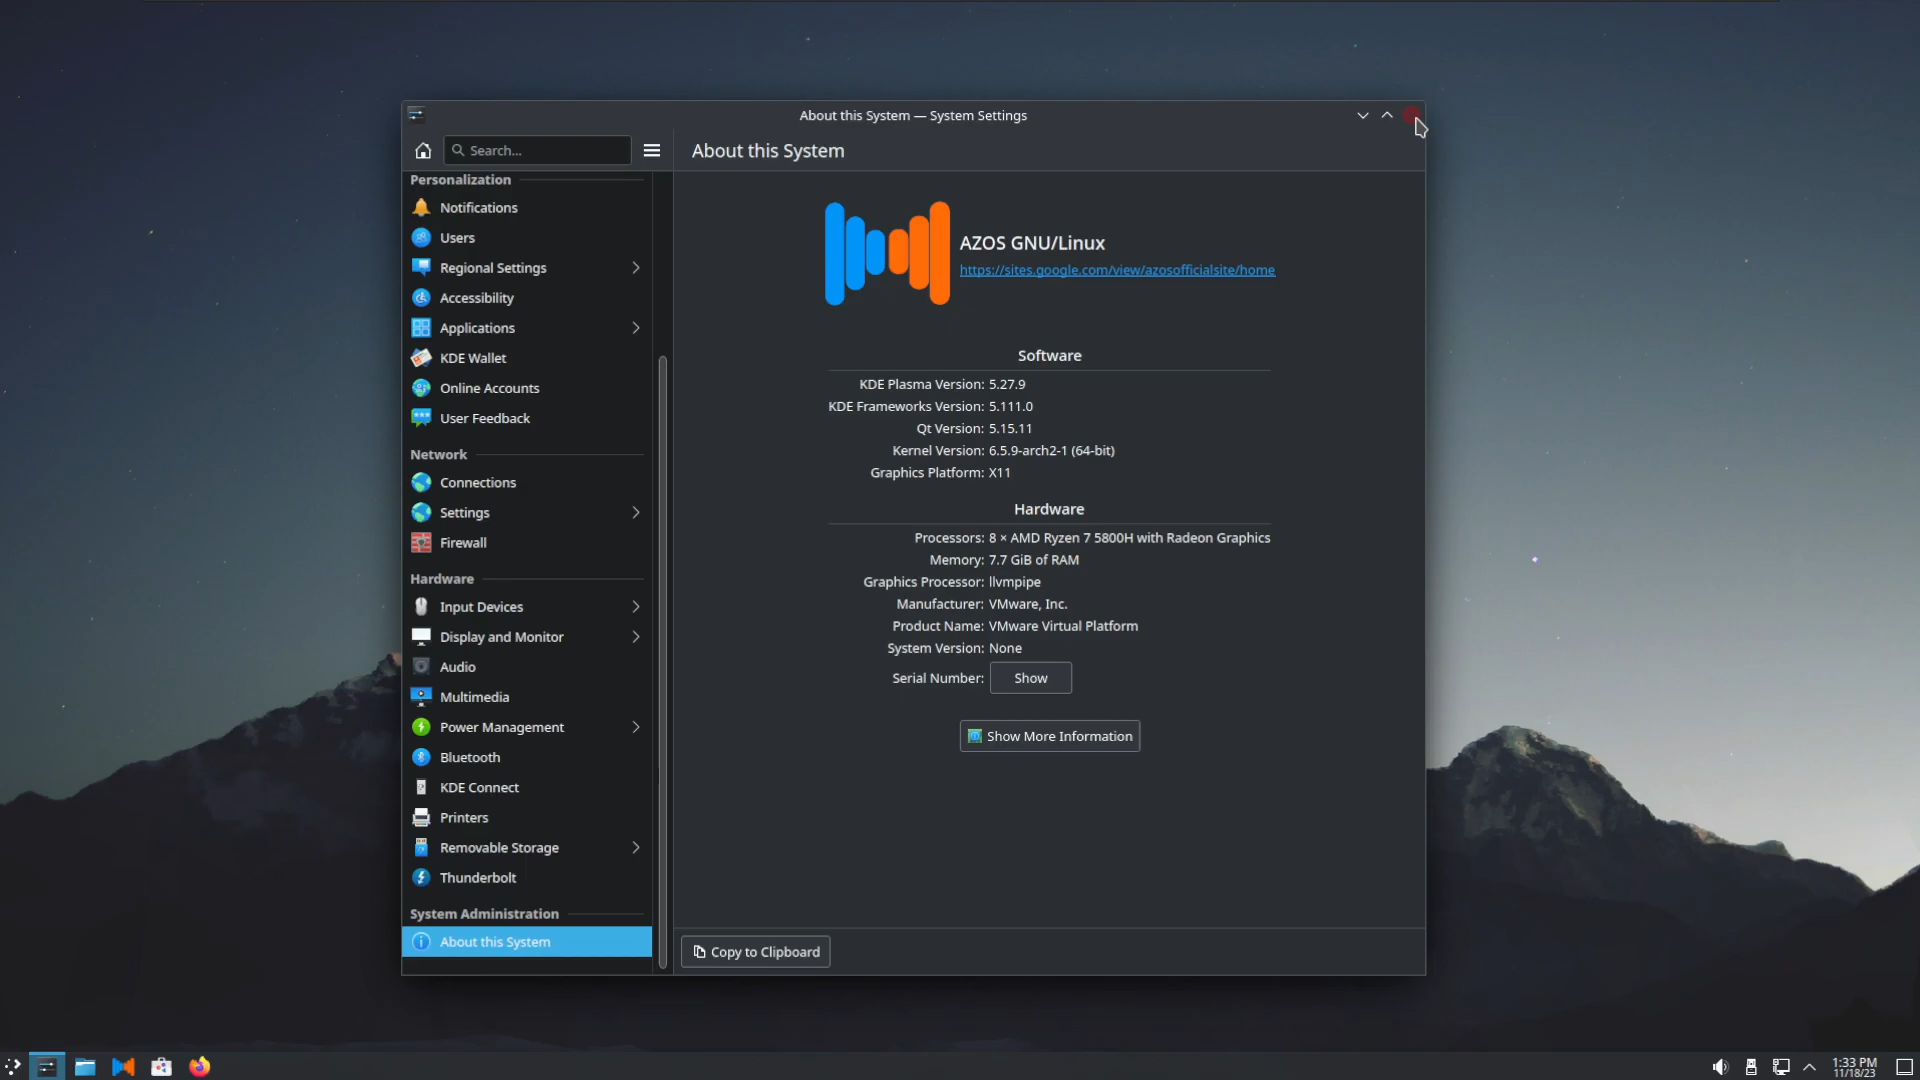 About this System — System Settings
Search...
About this System
Personalization
Notifications
Users
Regional Settings
Accessibility
Applications
KDE Wallet
Online Accounts
User Feedback
Network
Connections
Settings
Firewall
Hardware
Input Devices
Display and Monitor
Audio
Multimedia
Power Management
Bluetooth
KDE Connect
Printers
Removable Storage
Thunderbolt
System Administration
About this System
AZOS GNU/Linux
https://sites.google.com/view/azosofficialsite/home
Software
KDE Plasma Version: 5.27.9
KDE Frameworks Version: 5.111.0
Qt Version: 5.15.11
Kernel Version: 6.5.9-arch2-1 (64-bit)
Graphics Platform: X11
Hardware
Processors: 8 × AMD Ryzen 7 5800H with Radeon Graphics
Memory: 7.7 GiB of RAM
Graphics Processor: llvmpipe
Manufacturer: VMware, Inc.
Product Name: VMware Virtual Platform
System Version: None
Serial Number: Show
Show More Information
Copy to Clipboard
1:33 PM
11/18/23